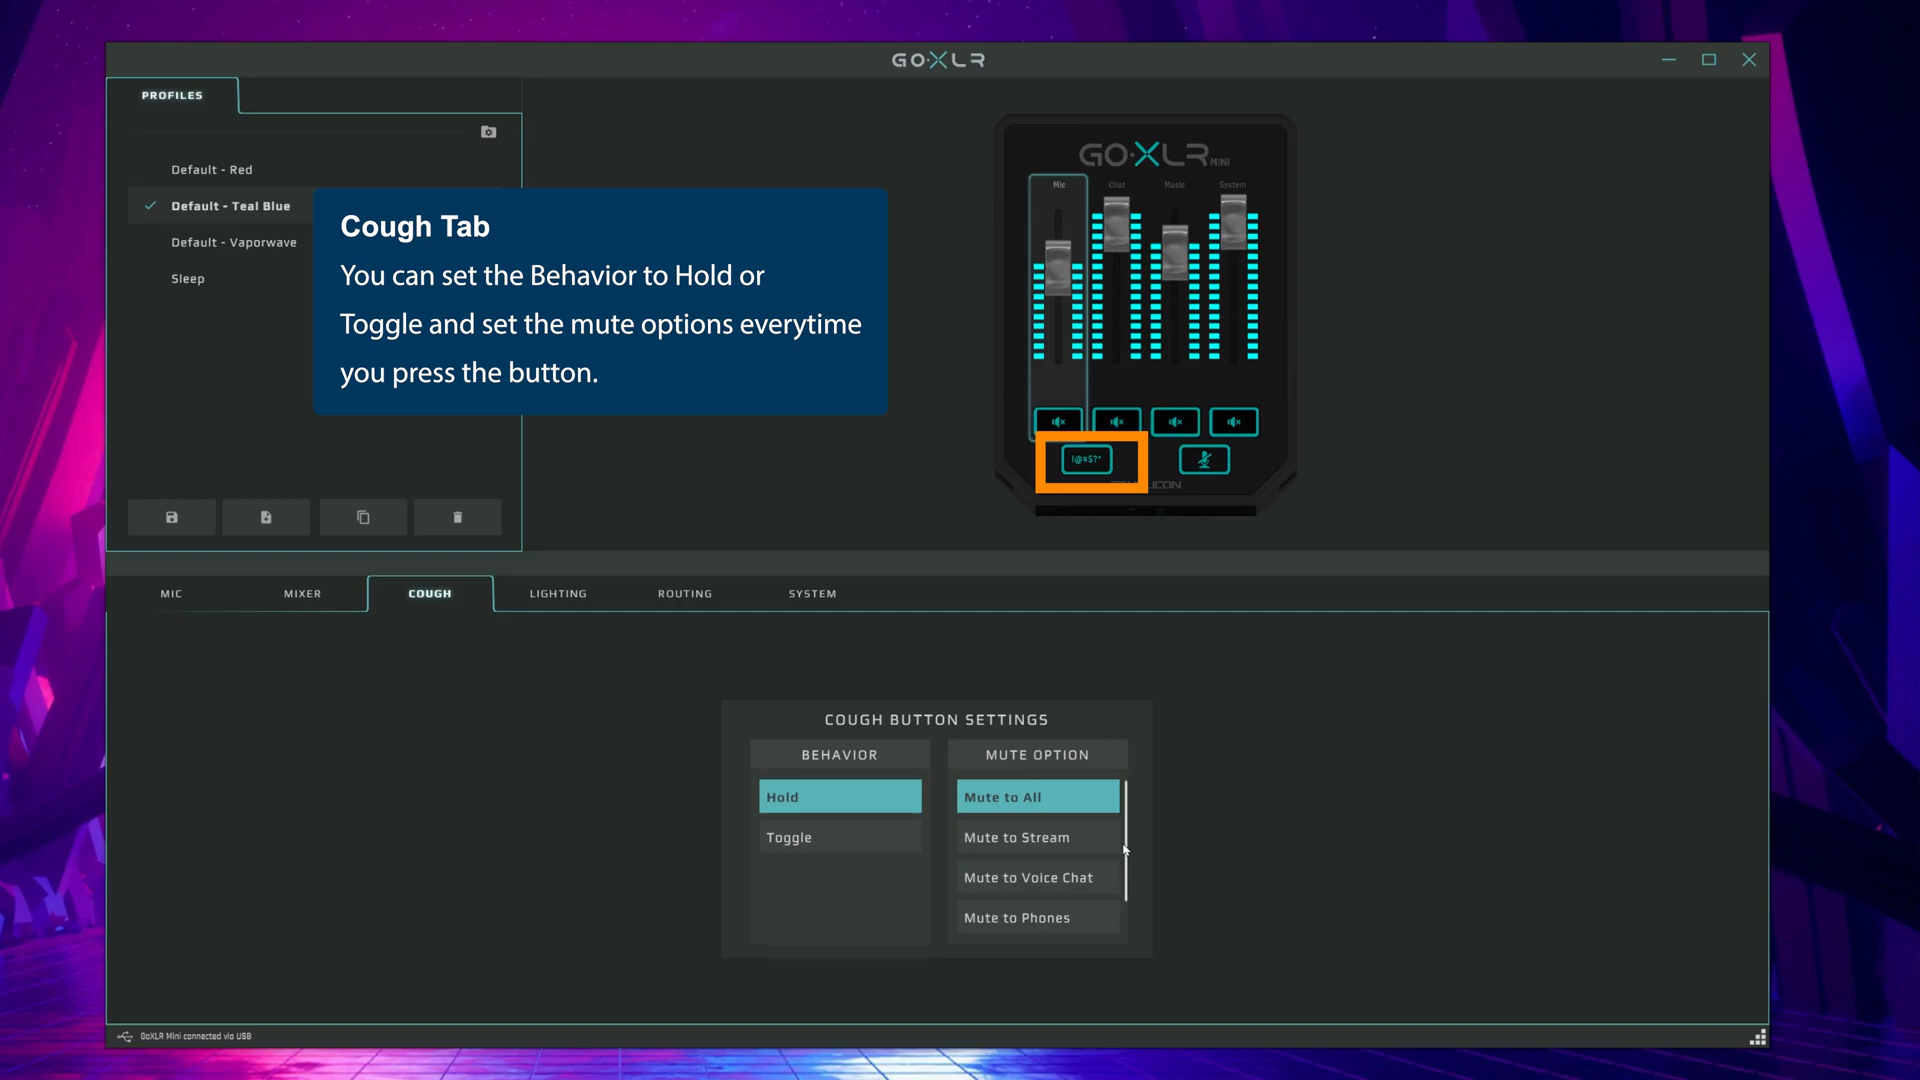 GO·XLR
PROFILES
Default - Red
Default - Teal Blue
Default - Vaporwave
Sleep
Cough Tab
You can set the Behavior to Hold or
Toggle and set the mute options everytime
you press the button.
GO·XLR MINI
Mic Chat Music System
!@#$?*
MIC MIXER COUGH LIGHTING ROUTING SYSTEM
COUGH BUTTON SETTINGS
BEHAVIOR
Hold
Toggle
MUTE OPTION
Mute to All
Mute to Stream
Mute to Voice Chat
Mute to Phones
GoXLR Mini connected via USB